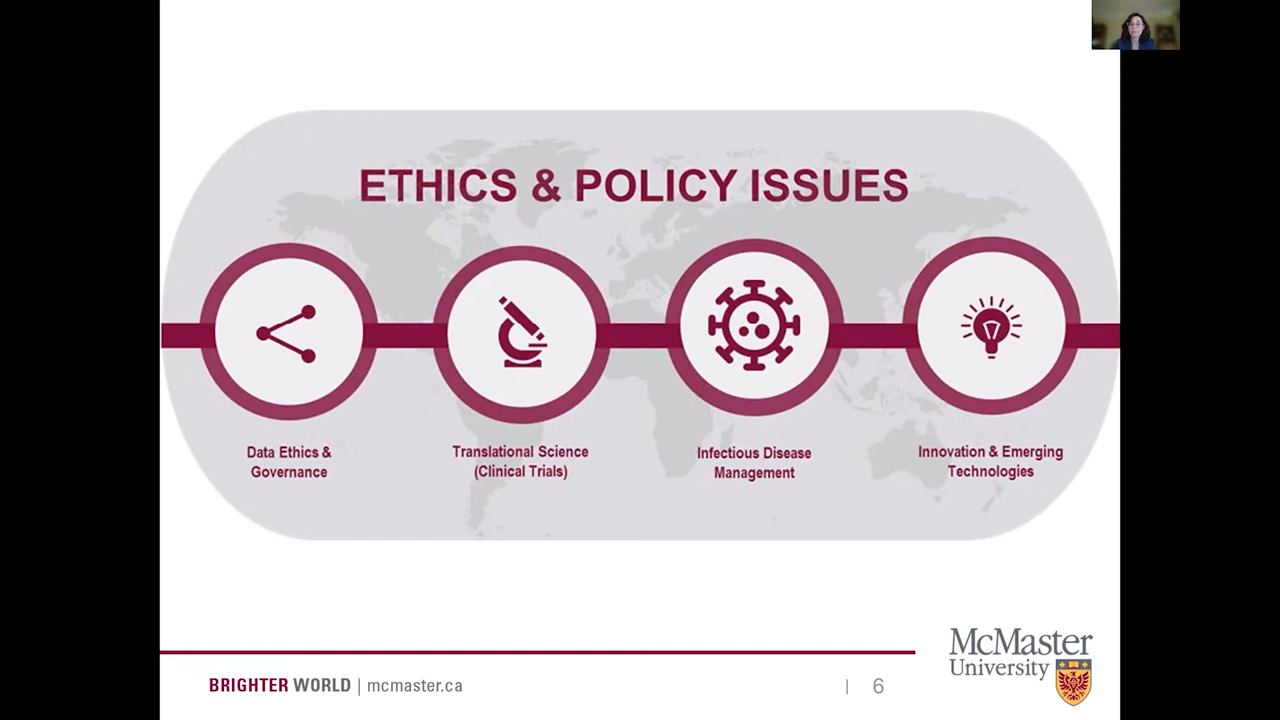 ETHICS & POLICY ISSUES
Data Ethics &
Governance
Translational Science
(Clinical Trials)
Infectious Disease
Management
Innovation & Emerging
Technologies
McMaster
University
BRIGHTER WORLD | mcmaster.ca
| 6